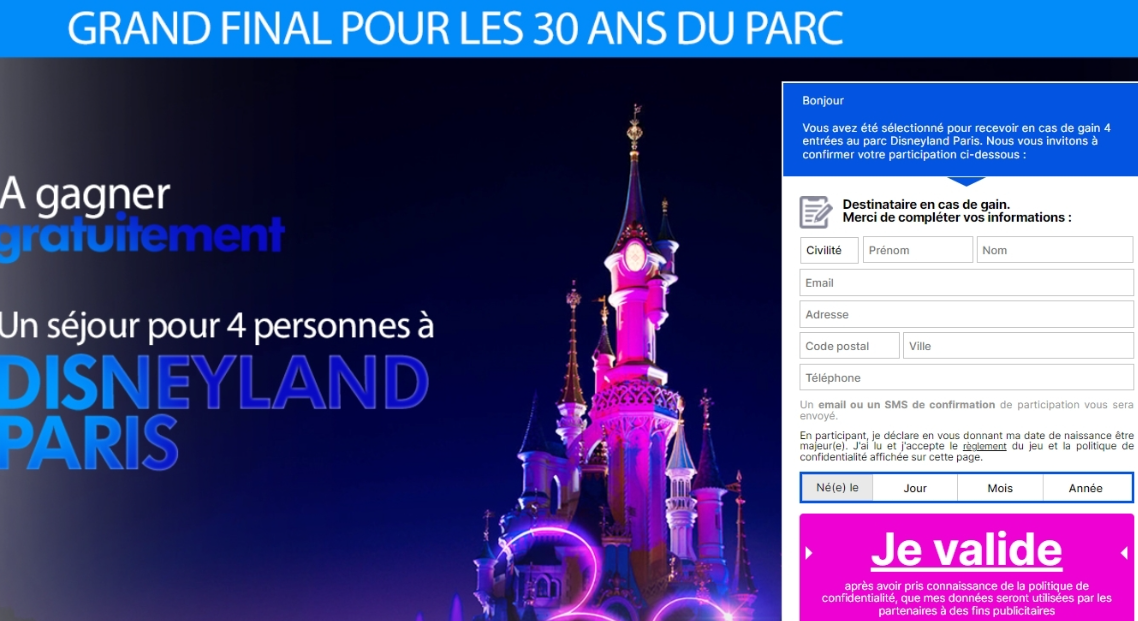 GRAND FINAL POUR LES 30 ANS DU PARC
A gagner
gratuitement
Un séjour pour 4 personnes à
DISNEYLAND
PARIS
Bonjour
Vous avez été sélectionné pour recevoir en cas de gain 4
entrées au parc Disneyland Paris. Nous vous invitons à
confirmer votre participation ci-dessous :
Destinataire en cas de gain.
Merci de compléter vos informations :
Civilité Prénom Nom
Email
Adresse
Code postal Ville
Téléphone
Un email ou un SMS de confirmation de participation vous sera
envoyé.
En participant, je déclare en vous donnant ma date de naissance être
majeur(e). J'ai lu et j'accepte le règlement du jeu et la politique de
confidentialité affichée sur cette page.
Né(e) le Jour Mois Année
Je valide
après avoir pris connaissance de la politique de
confidentialité, que mes données seront utilisées par les
partenaires à des fins publicitaires